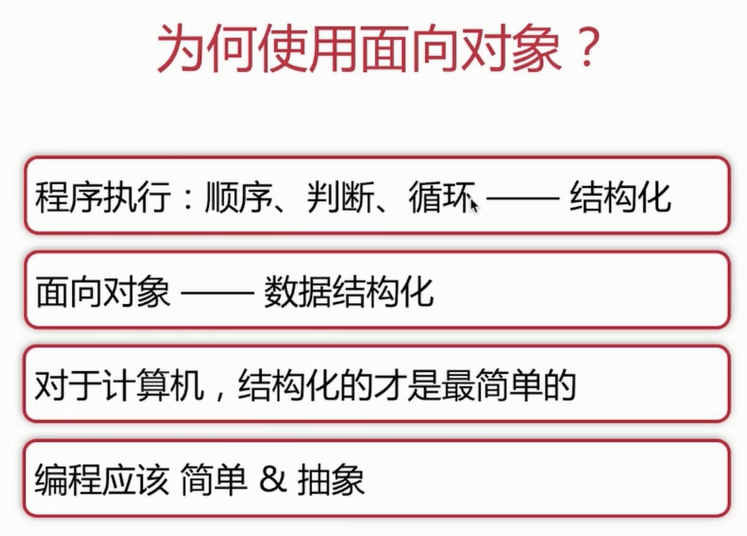 为何使用面向对象？
程序执行：顺序、判断、循环 —— 结构化
面向对象 —— 数据结构化
对于计算机，结构化的才是最简单的
编程应该 简单 & 抽象